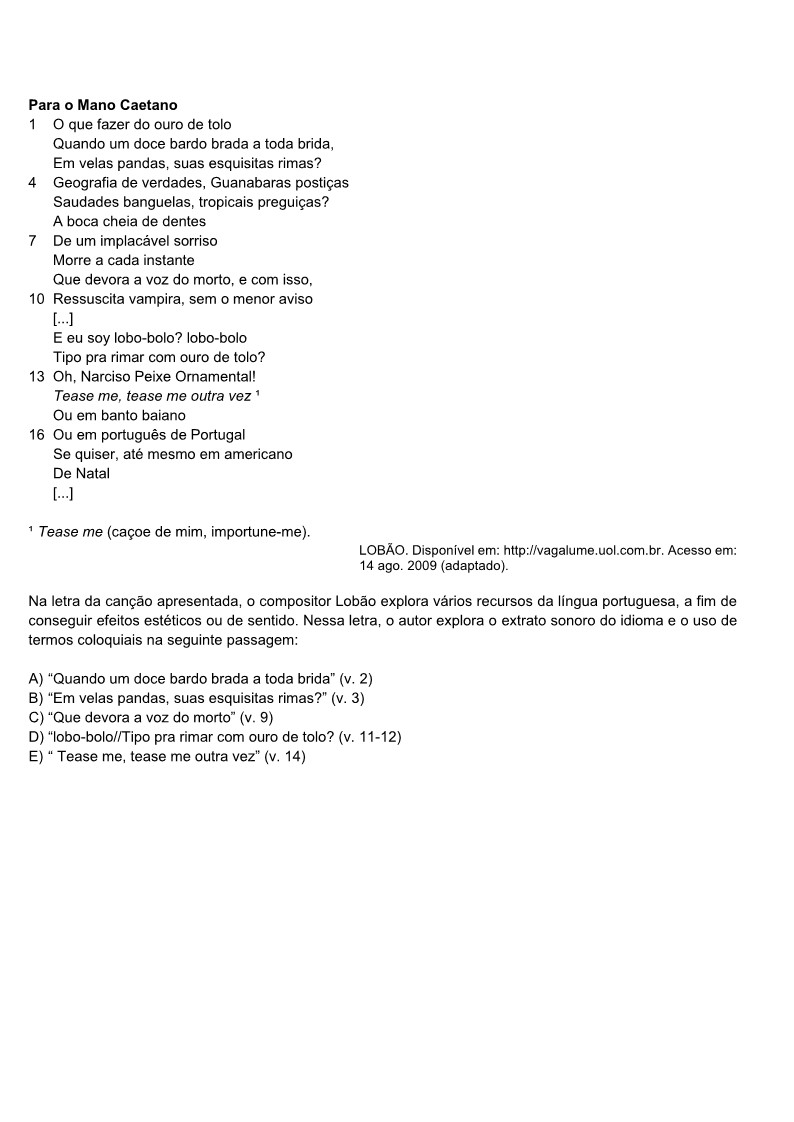 Para o Mano Caetano
1 O que fazer do ouro de tolo
Quando um doce bardo brada a toda brida,
Em velas pandas, suas esquisitas rimas?
4 Geografia de verdades, Guanabaras postiças
Saudades banguelas, tropicais preguiças?
A boca cheia de dentes
7 De um implacável sorriso
Morre a cada instante
Que devora a voz do morto, e com isso,
10 Ressuscita vampira, sem o menor aviso
[...]
E eu soy lobo-bolo? lobo-bolo
Tipo pra rimar com ouro de tolo?
13 Oh, Narciso Peixe Ornamental!
Tease me, tease me outra vez ¹
Ou em banto baiano
16 Ou em português de Portugal
Se quiser, até mesmo em americano
De Natal
[...]
¹ Tease me (caçoe de mim, importune-me).
LOBÃO. Disponível em: http://vagalume.uol.com.br. Acesso em:
14 ago. 2009 (adaptado).
Na letra da canção apresentada, o compositor Lobão explora vários recursos da língua portuguesa, a fim de
conseguir efeitos estéticos ou de sentido. Nessa letra, o autor explora o extrato sonoro do idioma e o uso de
termos coloquiais na seguinte passagem:
A) “Quando um doce bardo brada a toda brida” (v. 2)
B) “Em velas pandas, suas esquisitas rimas?” (v. 3)
C) “Que devora a voz do morto” (v. 9)
D) “lobo-bolo//Tipo pra rimar com ouro de tolo? (v. 11-12)
E) “ Tease me, tease me outra vez” (v. 14)